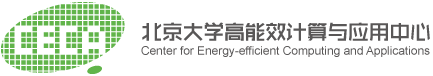 CECA
北京大学高能效计算与应用中心
Center for Energy-efficient Computing and Applications